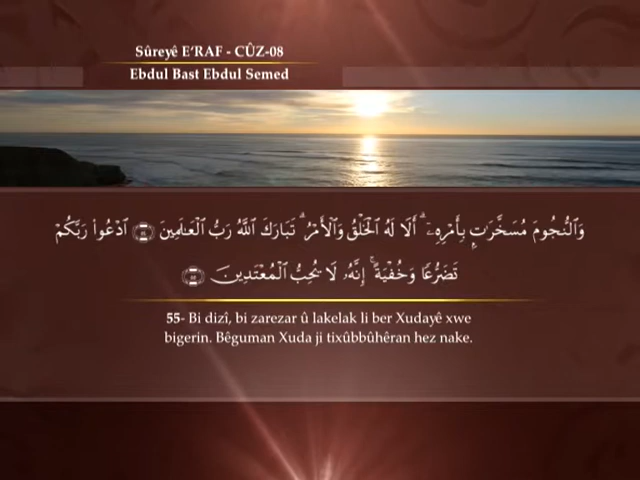 Sûreyê E‘RAF - CÛZ-08
Ebdul Bast Ebdul Semed
وَٱلنُّجُومَ مُسَخَّرَٰتٍۭ بِأَمْرِهِۦٓ ۗ أَلَا لَهُ ٱلْخَلْقُ وَٱلْأَمْرُ ۗ تَبَارَكَ ٱللَّهُ رَبُّ ٱلْعَـٰلَمِينَ ٱدْعُوا۟ رَبَّكُمْ
تَضَرُّعًا وَخُفْيَةً ۚ إِنَّهُۥ لَا يُحِبُّ ٱلْمُعْتَدِينَ
55- Bi dizî, bi zarezar û lakelak li ber Xudayê xwe
bigerin. Bêguman Xuda ji tixûbbûhêran hez nake.